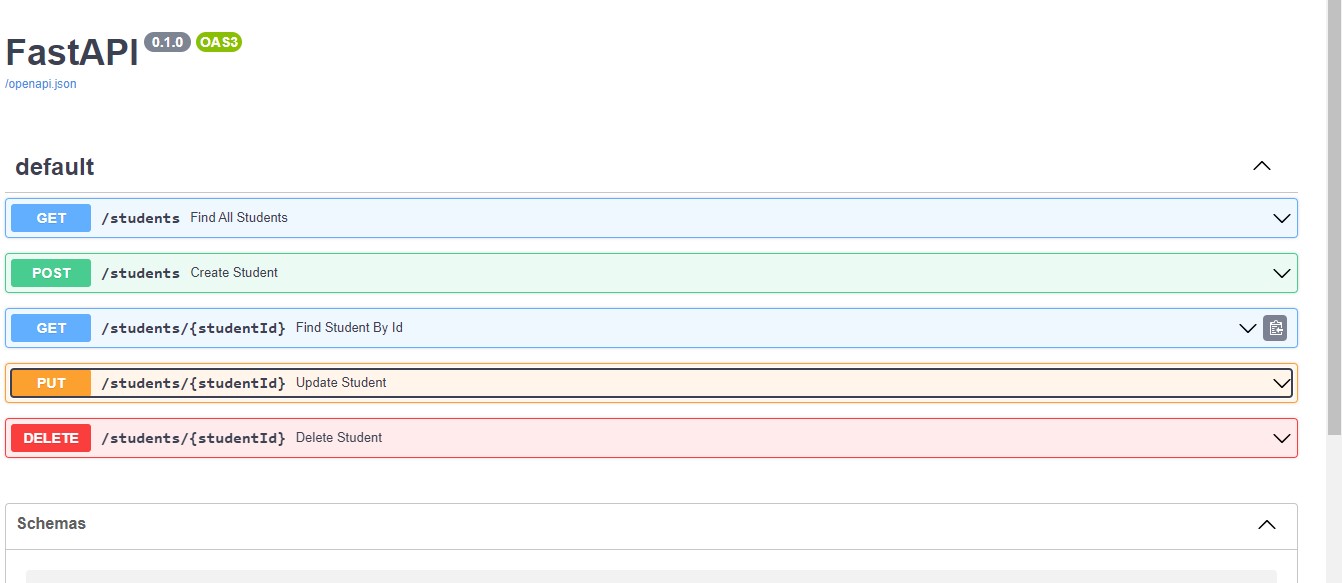 FastAPI 0.1.0 OAS3
/openapi.json
default
GET /students Find All Students
POST /students Create Student
GET /students/{studentId} Find Student By Id
PUT /students/{studentId} Update Student
DELETE /students/{studentId} Delete Student
Schemas